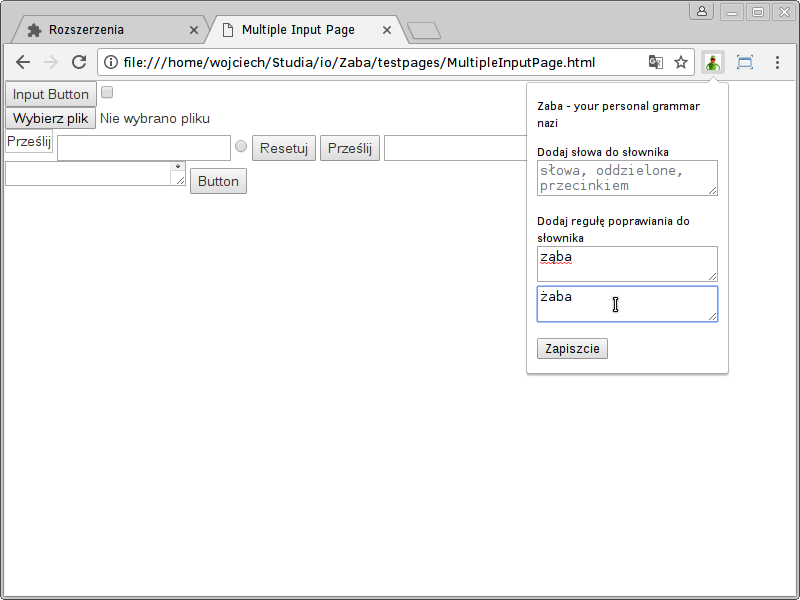 Rozszerzenia
Multiple Input Page
file:///home/wojciech/Studia/io/Zaba/testpages/MultipleInputPage.html
Input Button
Wybierz plik Nie wybrano pliku
Prześlij Resetuj Prześlij
Button
Zaba - your personal grammar
nazi
Dodaj słowa do słownika
słowa, oddzielone,
przecinkiem
Dodaj regułę poprawiania do
słownika
ząba
żaba
Zapiszcie